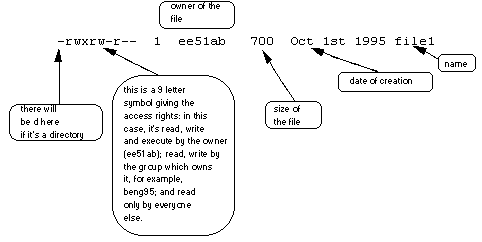 owner of the
file
-rwxrw-r-- 1 ee51ab 700 Oct 1st 1995 file1
name
date of creation
there will
be d here
if it's a directory
this is a 9 letter
symbol giving the
access rights: in this
case, it's read, write
and execute by the owner
(ee51ab); read, write by
the group which owns
it, for example,
beng95; and read
only by everyone
else.
size of
the file